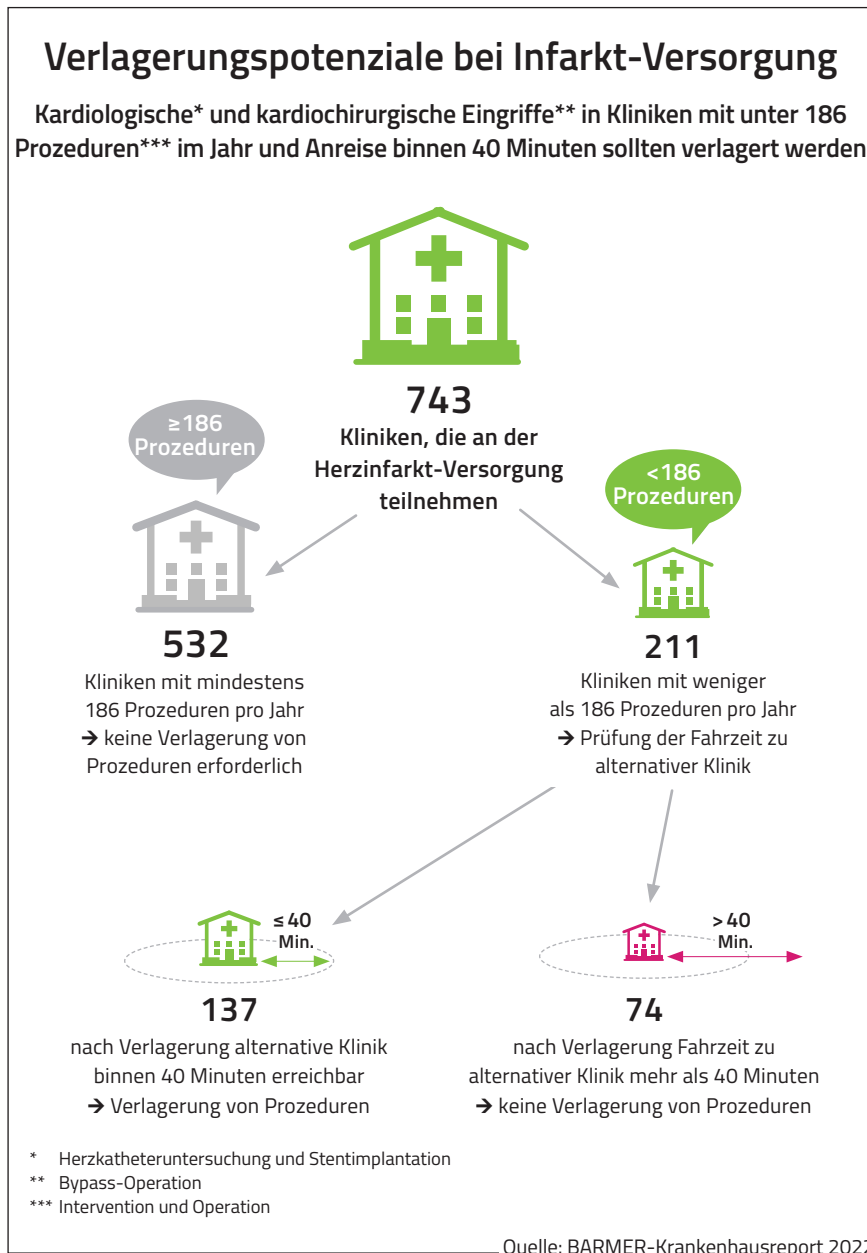 Verlagerungspotenziale bei Infarkt-Versorgung
Kardiologische* und kardiochirurgische Eingriffe** in Kliniken mit unter 186
Prozeduren*** im Jahr und Anreise binnen 40 Minuten sollten verlagert werden
743
Kliniken, die an der
Herzinfarkt-Versorgung
teilnehmen
≥186
Prozeduren
532
Kliniken mit mindestens
186 Prozeduren pro Jahr
→ keine Verlagerung von
Prozeduren erforderlich
<186
Prozeduren
211
Kliniken mit weniger
als 186 Prozeduren pro Jahr
→ Prüfung der Fahrzeit zu
alternativer Klinik
≤ 40
Min.
137
nach Verlagerung alternative Klinik
binnen 40 Minuten erreichbar
→ Verlagerung von Prozeduren
> 40
Min.
74
nach Verlagerung Fahrzeit zu
alternativer Klinik mehr als 40 Minuten
→ keine Verlagerung von Prozeduren
* Herzkatheteruntersuchung und Stentimplantation
** Bypass-Operation
*** Intervention und Operation
Quelle: BARMER-Krankenhausreport 2022